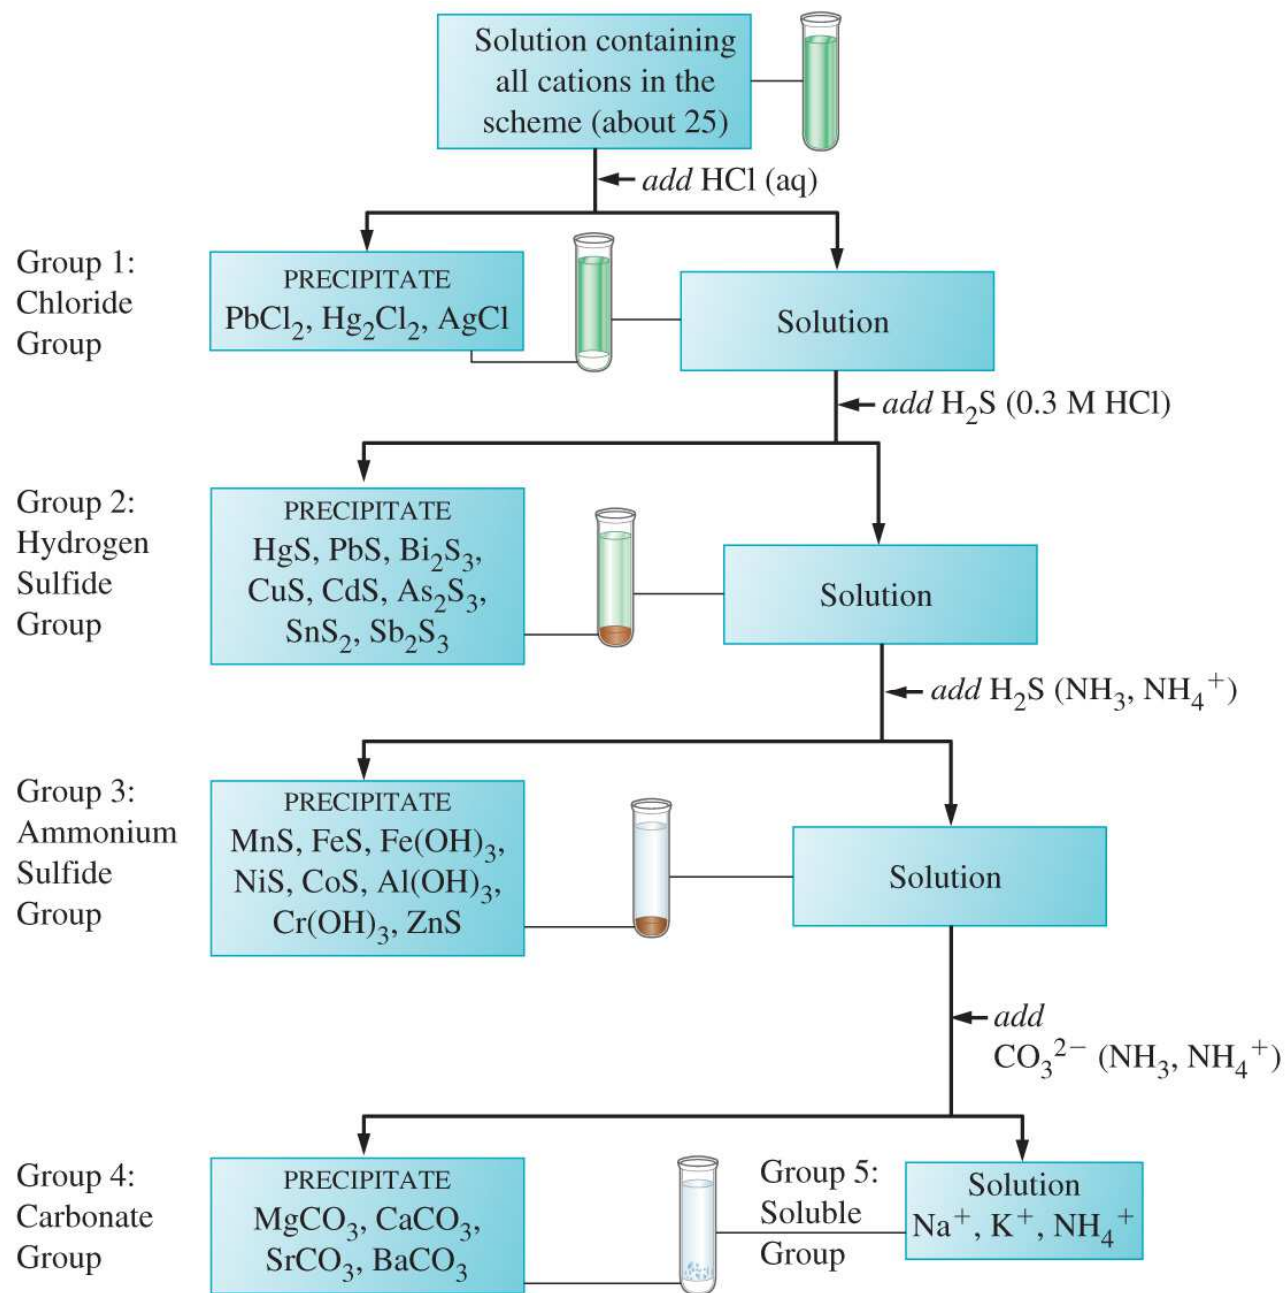 Solution containing
all cations in the
scheme (about 25)
add HCl (aq)
Group 1:
Chloride
Group
PRECIPITATE
PbCl₂, Hg₂Cl₂, AgCl
Solution
add H₂S (0.3 M HCl)
Group 2:
Hydrogen
Sulfide
Group
PRECIPITATE
HgS, PbS, Bi₂S₃,
CuS, CdS, As₂S₃,
SnS₂, Sb₂S₃
Solution
add H₂S (NH₃, NH₄⁺)
Group 3:
Ammonium
Sulfide
Group
PRECIPITATE
MnS, FeS, Fe(OH)₃,
NiS, CoS, Al(OH)₃,
Cr(OH)₃, ZnS
Solution
add
CO₃²⁻ (NH₃, NH₄⁺)
Group 4:
Carbonate
Group
PRECIPITATE
MgCO₃, CaCO₃,
SrCO₃, BaCO₃
Group 5:
Soluble
Group
Solution
Na⁺, K⁺, NH₄⁺